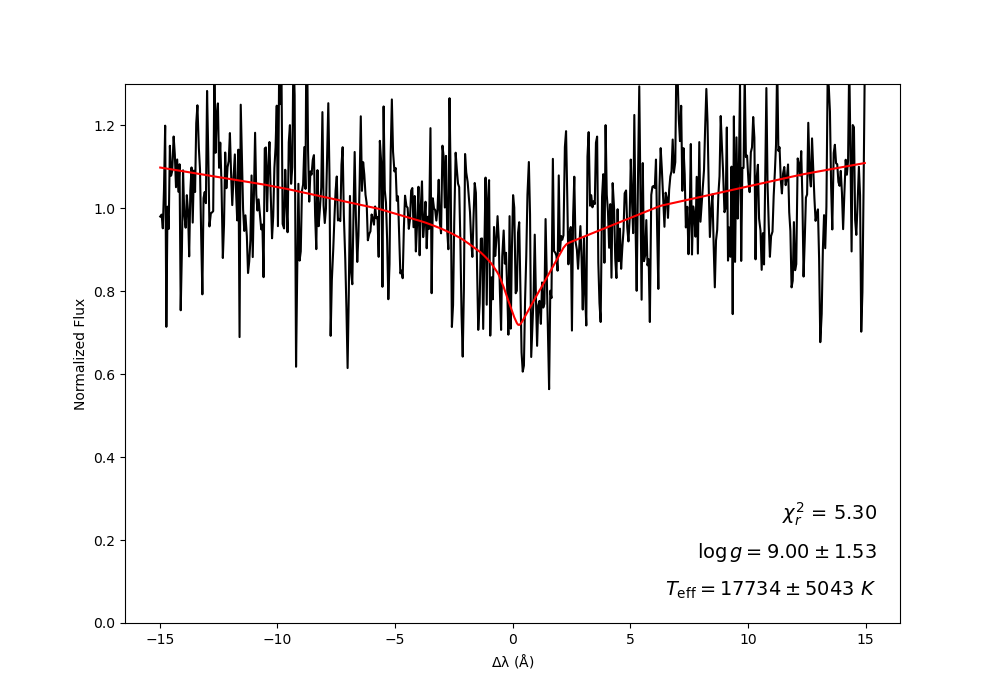 1.2
1.0
0.8
0.6
0.4
0.2
0.0
Normalized Flux
χ²ᵣ = 5.30
log g = 9.00 ± 1.53
T_eff = 17734 ± 5043 K
−15 −10 −5 0 5 10 15
Δλ (Å)